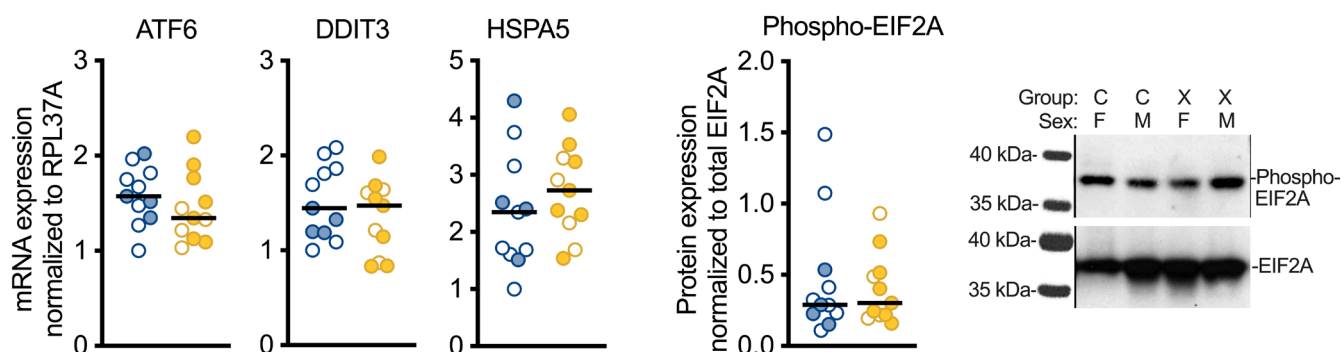 ATF6
DDIT3
HSPA5
Phospho-EIF2A
mRNA expression
normalized to RPL37A
3
2
1
0
3
2
1
0
5
4
3
2
1
0
Protein expression
normalized to total EIF2A
2.0
1.5
1.0
0.5
0.0
Group: C C X X
Sex: F M F M
40 kDa-
35 kDa-
-Phospho-
EIF2A
40 kDa-
35 kDa-
-EIF2A